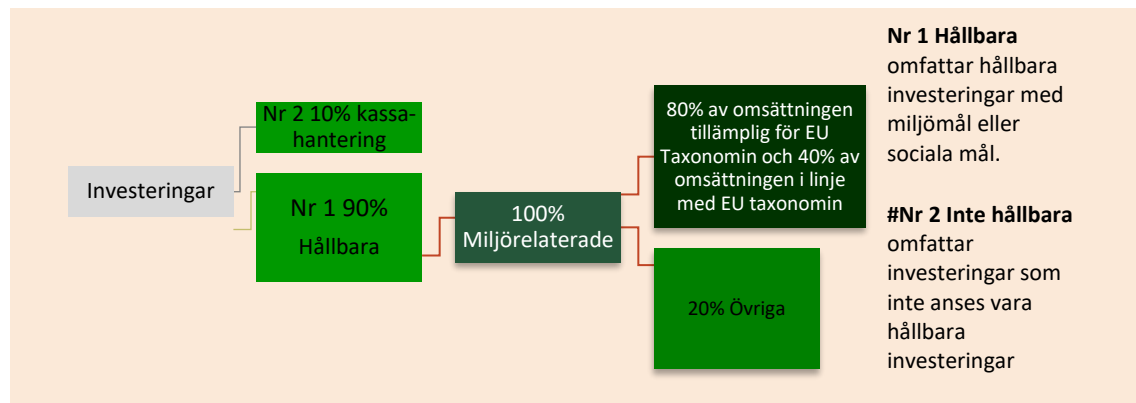 Investeringar
Nr 2 10% kassa-
hantering
Nr 1 90%
Hållbara
100%
Miljörelaterade
80% av omsättningen
tillämplig för EU
Taxonomin och 40% av
omsättningen i linje
med EU taxonomin
20% Övriga
Nr 1 Hållbara
omfattar hållbara
investeringar med
miljömål eller
sociala mål.
#Nr 2 Inte hållbara
omfattar
investeringar som
inte anses vara
hållbara
investeringar